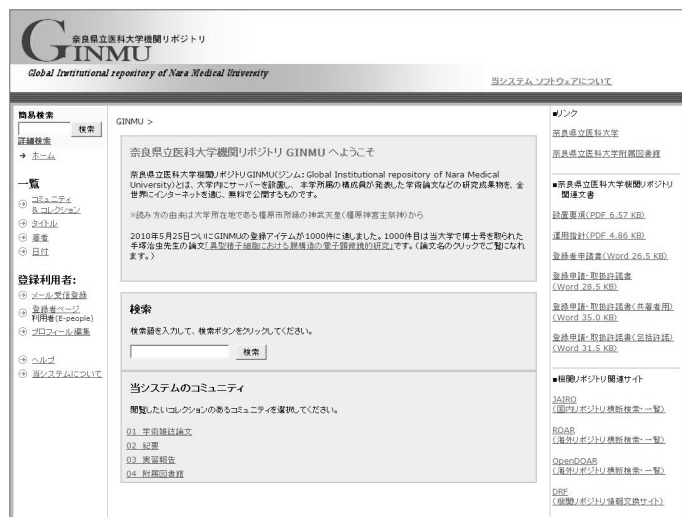 奈良県立医科大学機関リポジトリ
GINMU
Global Institutional repository of Nara Medical University
当システム ソフトウェアについて
簡易検索
検索
詳細検索
ホーム
一覧
コミュニティ
&コレクション
タイトル
著者
日付
登録利用者:
メール受信登録
登録者ページ
利用者(E-people)
プロフィール編集
ヘルプ
当システムについて
GINMU >
奈良県立医科大学機関リポジトリ GINMU へようこそ
奈良県立医科大学機関リポジトリGINMU(ジンム: Global Institutional repository of Nara Medical
University)とは、大学内にサーバーを設置し、本学所属の構成員が発表した学術論文などの研究成果物を、全
世界にインターネットを通じ、無料で公開するものです。
※読み方の由来は大学所在地である橿原市所縁の神武天皇(橿原神宮主祭神)から
2010年5月25日ついにGINMUの登録アイテムが1000件に達しました。1000件目は当大学で博士号を取られた
手塚治虫先生の論文「異型精子細胞における膜構造の電子顕微鏡的研究」です。(論文名のクリックでご覧になれ
ます。)
検索
検索語を入力して、検索ボタンをクリックしてください。
検索
当システムのコミュニティ
閲覧したいコレクションのあるコミュニティを選択してください。
01 学術雑誌論文
02 紀要
03 実習報告
04 附属図書館
■リンク
奈良県立医科大学
奈良県立医科大学附属図書館
■奈良県立医科大学機関リポジトリ
関連文書
設置要項(PDF 6.57 KB)
運用指針(PDF 4.86 KB)
登録者申請書(Word 26.5 KB)
登録申請・取扱許諾書
(Word 28.5 KB)
登録申請・取扱許諾書(共著者用)
(Word 35.0 KB)
登録申請・取扱許諾書(包括許諾)
(Word 31.5 KB)
■機関リポジトリ関連サイト
JAIRO
(国内リポジトリ横断検索・一覧)
ROAR
(海外リポジトリ横断検索・一覧)
OpenDOAR
(海外リポジトリ横断検索・一覧)
DRF
(機関リポジトリ情報交換サイト)